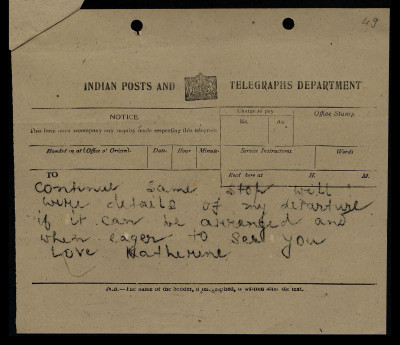 49
INDIAN POSTS AND TELEGRAPHS DEPARTMENT
NOTICE
This form must accompany any enquiry made respecting this telegram.
Charges to pay
Rs. As.
Office Stamp
Handed in at (Office of Origin). Date. Hour. Minute. Service Instructions. Words
TO
Recd. here at H. M.
Continue same stop will
wire details of my departure
if it can be arranged and
when eager to see you
Love Katherine
N.B.—The name of the Sender, if telegraphed, is written after the text.